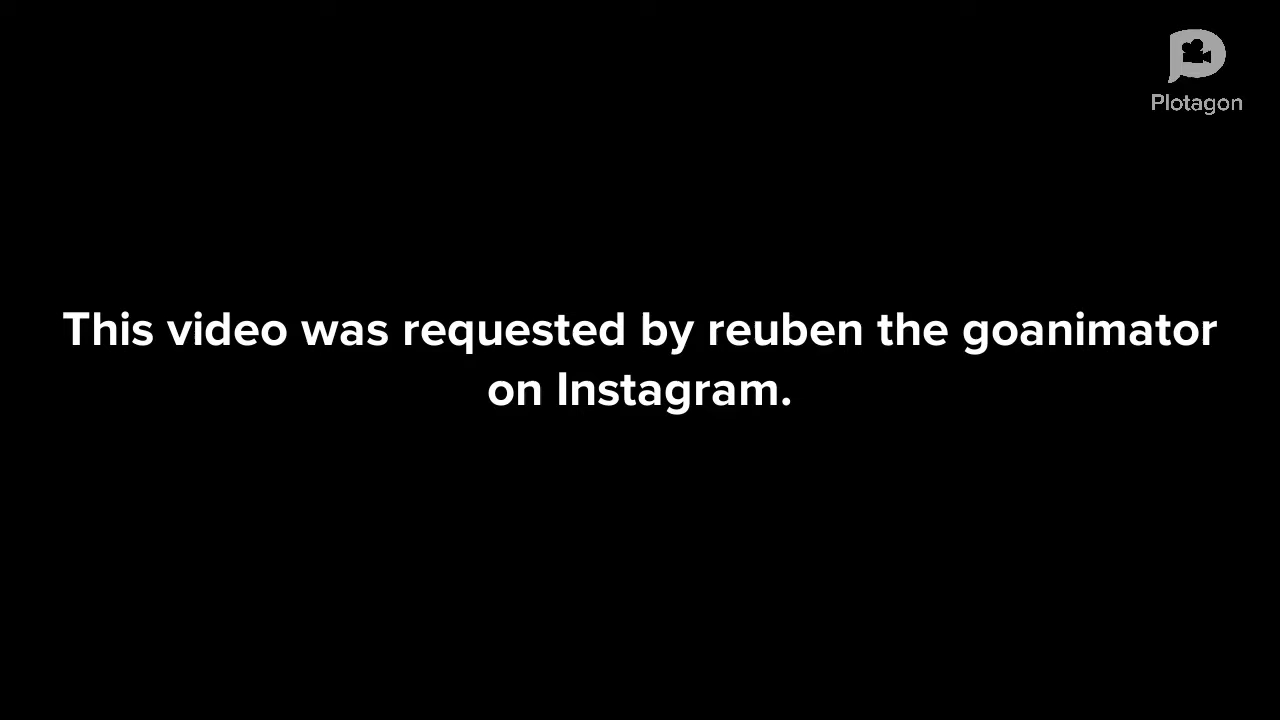 Plotagon
This video was requested by reuben the goanimator
on Instagram.